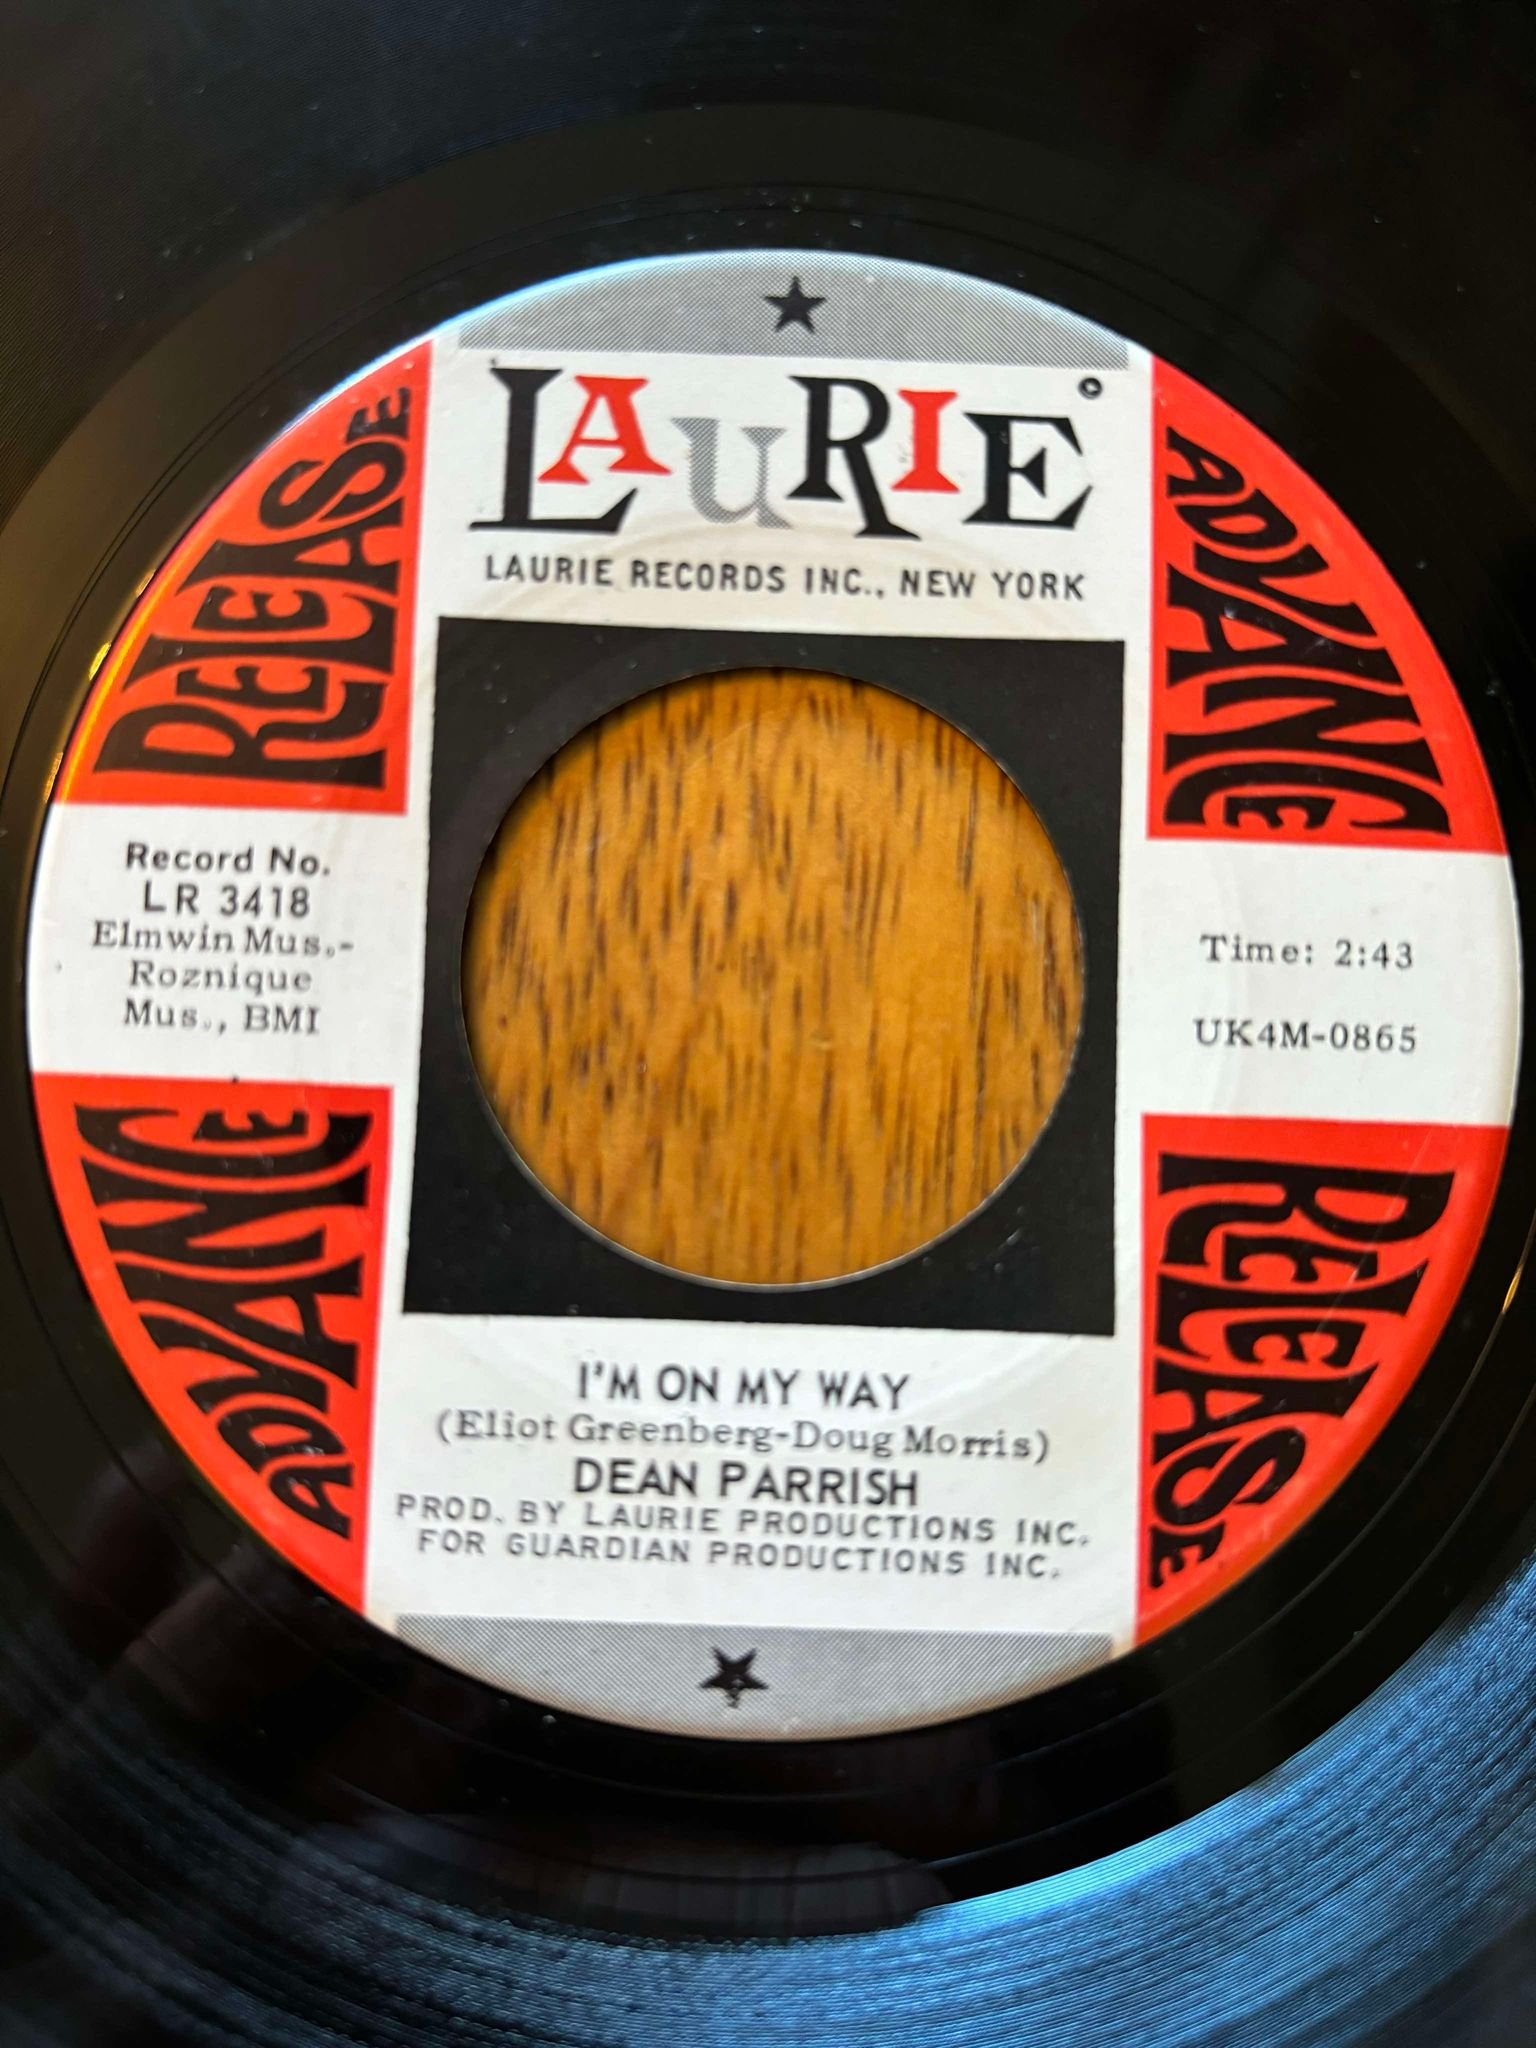 LAURIE
LAURIE RECORDS INC., NEW YORK
RELEASE
ADVANCE
Record No.
LR 3418
Elmwin Mus.-
Roznique
Mus., BMI
Time: 2:43
UK4M-0865
ADVANCE
RELEASE
I'M ON MY WAY
(Eliot Greenberg-Doug Morris)
DEAN PARRISH
PROD. BY LAURIE PRODUCTIONS INC.
FOR GUARDIAN PRODUCTIONS INC.